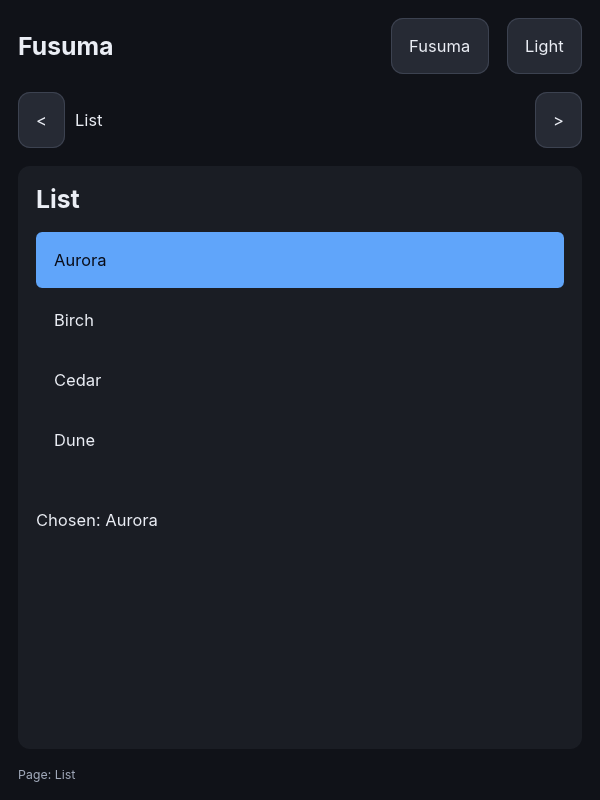 Fusuma
Fusuma
Light
<
List
>
List
Aurora
Birch
Cedar
Dune
Chosen: Aurora
Page: List